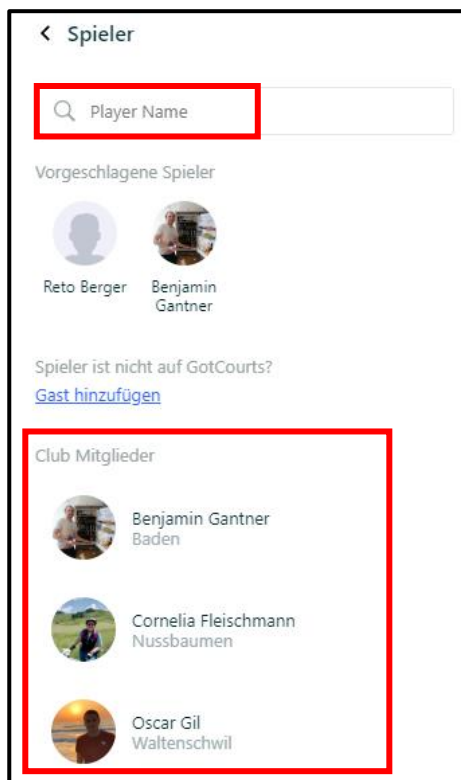 Spieler
Player Name
Vorgeschlagene Spieler
Reto Berger
Benjamin
Gantner
Spieler ist nicht auf GotCourts?
Gast hinzufügen
Club Mitglieder
Benjamin Gantner
Baden
Cornelia Fleischmann
Nussbaumen
Oscar Gil
Waltenschwil